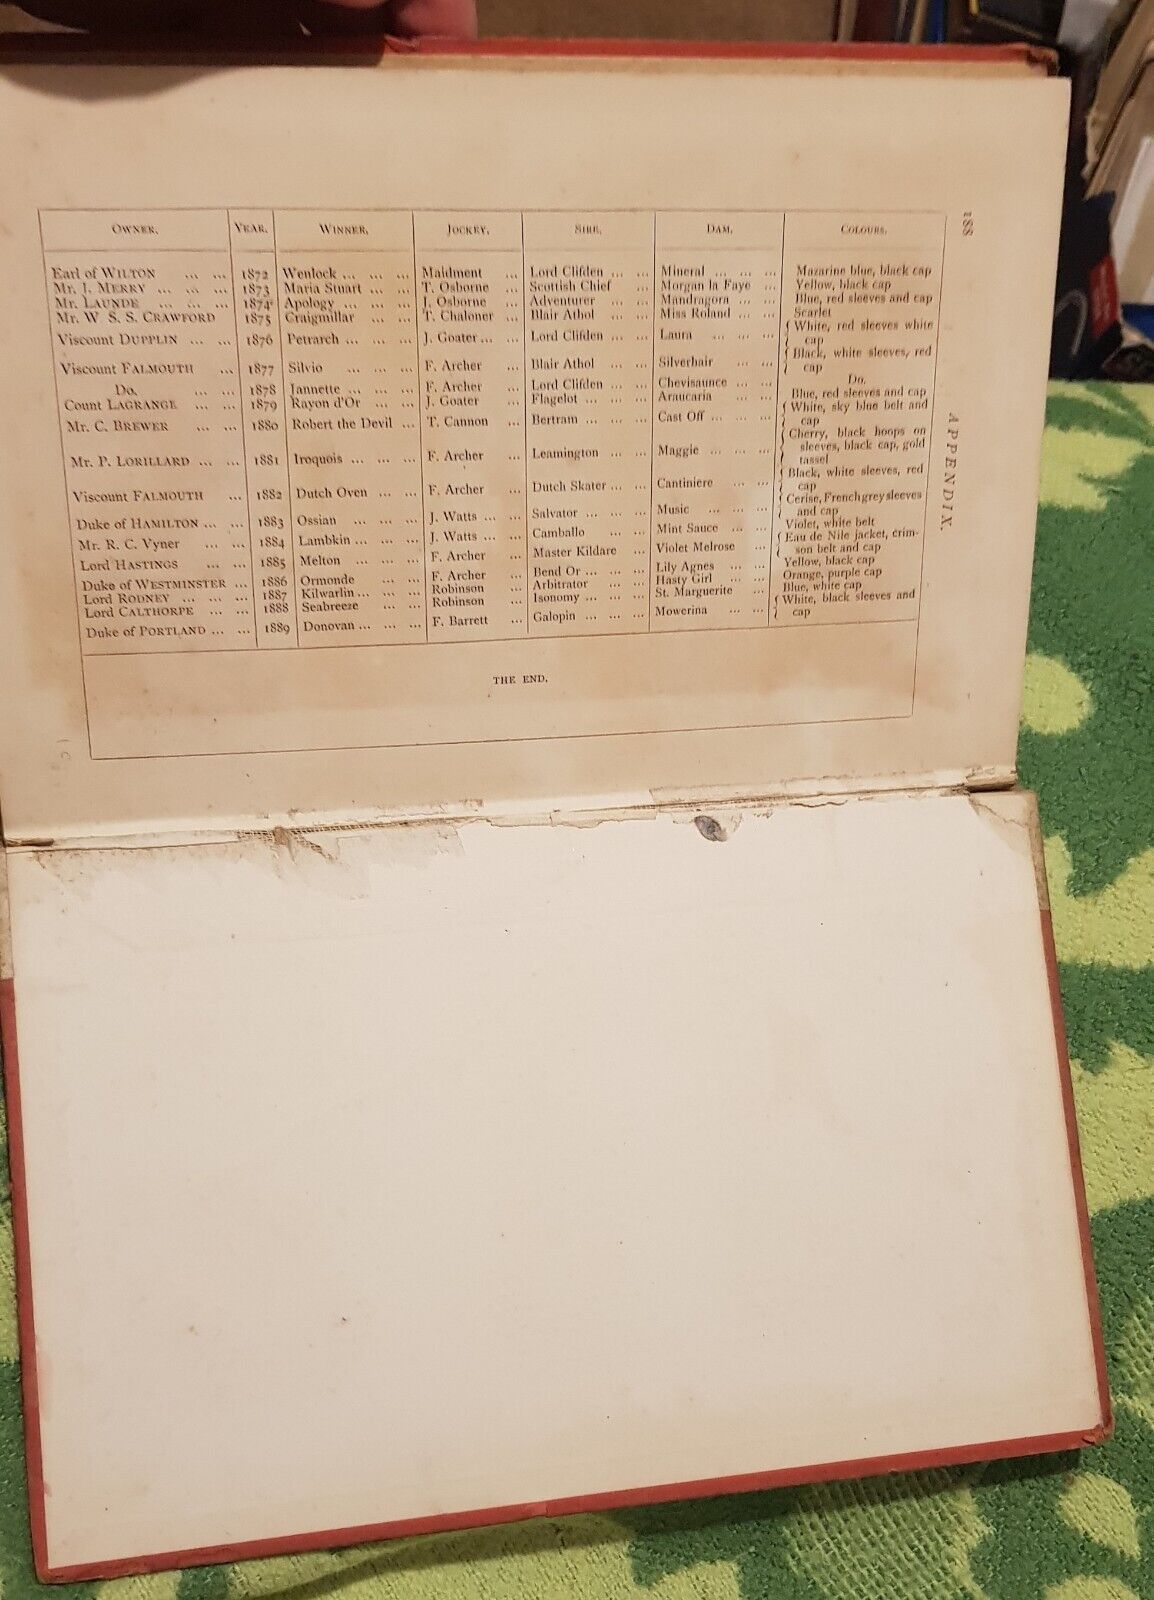 188
APPENDIX.
OWNER. YEAR. WINNER. JOCKEY. SIRE. DAM. COLOURS.
Earl of WILTON ... ... 1872 Wenlock ... ... ... Maidment ... Lord Clifden ... ... Mineral ... ... ... Mazarine blue, black cap
Mr. J. MERRY ... ... ... 1873 Maria Stuart ... ... T. Osborne ... Scottish Chief ... Morgan la Faye ... Yellow, black cap
Mr. LAUNDE ... ... ... 1874 Apology ... ... ... J. Osborne ... Adventurer ... ... Mandragora ... ... Blue, red sleeves and cap
Mr. W. S. S. CRAWFORD 1875 Craigmillar ... ... T. Chaloner ... Blair Athol ... ... Miss Roland ... ... Scarlet
Viscount DUPPLIN ... ... 1876 Petrarch ... ... ... J. Goater ... ... Lord Clifden ... ... Laura ... ... ... White, red sleeves white
cap
Viscount FALMOUTH ... 1877 Silvio ... ... ... F. Archer ... Blair Athol ... ... Silverhair ... ... Black, white sleeves, red
cap
Do. ... ... 1878 Jannette ... ... ... F. Archer ... Lord Clifden ... ... Chevisaunce ... ... Do.
Count LAGRANGE ... ... 1879 Rayon d'Or ... ... J. Goater ... Flageolet ... ... Araucaria ... ... Blue, red sleeves and cap
Mr. C. BREWER ... ... 1880 Robert the Devil ... T. Cannon ... Bertram ... ... ... Cast Off ... ... ... White, sky blue belt and
cap
Mr. P. LORILLARD ... ... 1881 Iroquois ... ... ... F. Archer ... Leamington ... ... Maggie ... ... ... Cherry, black hoops on
sleeves, black cap, gold
tassel
Viscount FALMOUTH ... 1882 Dutch Oven ... ... F. Archer ... Dutch Skater ... ... Cantiniere ... ... Black, white sleeves, red
cap
Duke of HAMILTON ... ... 1883 Ossian ... ... ... J. Watts ... ... Salvator ... ... ... Music ... ... ... Cerise, French grey sleeves
and cap
Mr. R. C. Vyner ... ... 1884 Lambkin ... ... ... J. Watts ... ... Camballo ... ... Mint Sauce ... ... Violet, white belt
Lord HASTINGS ... ... 1885 Melton ... ... ... F. Archer ... Master Kildare ... Violet Melrose ... Eau de Nile jacket, crim-
son belt and cap
Duke of WESTMINSTER ... 1886 Ormonde ... ... F. Archer ... Bend Or ... ... ... Lily Agnes ... ... Yellow, black cap
Lord RODNEY ... ... ... 1887 Kilwarlin ... ... ... Robinson ... Arbitrator ... ... Hasty Girl ... ... Orange, purple cap
Lord CALTHORPE ... ... 1888 Seabreeze ... ... Robinson ... Isonomy ... ... ... St. Marguerite ... Blue, white cap
Duke of PORTLAND ... ... 1889 Donovan ... ... ... F. Barrett ... Galopin ... ... ... Mowerina ... ... White, black sleeves and
cap
THE END.